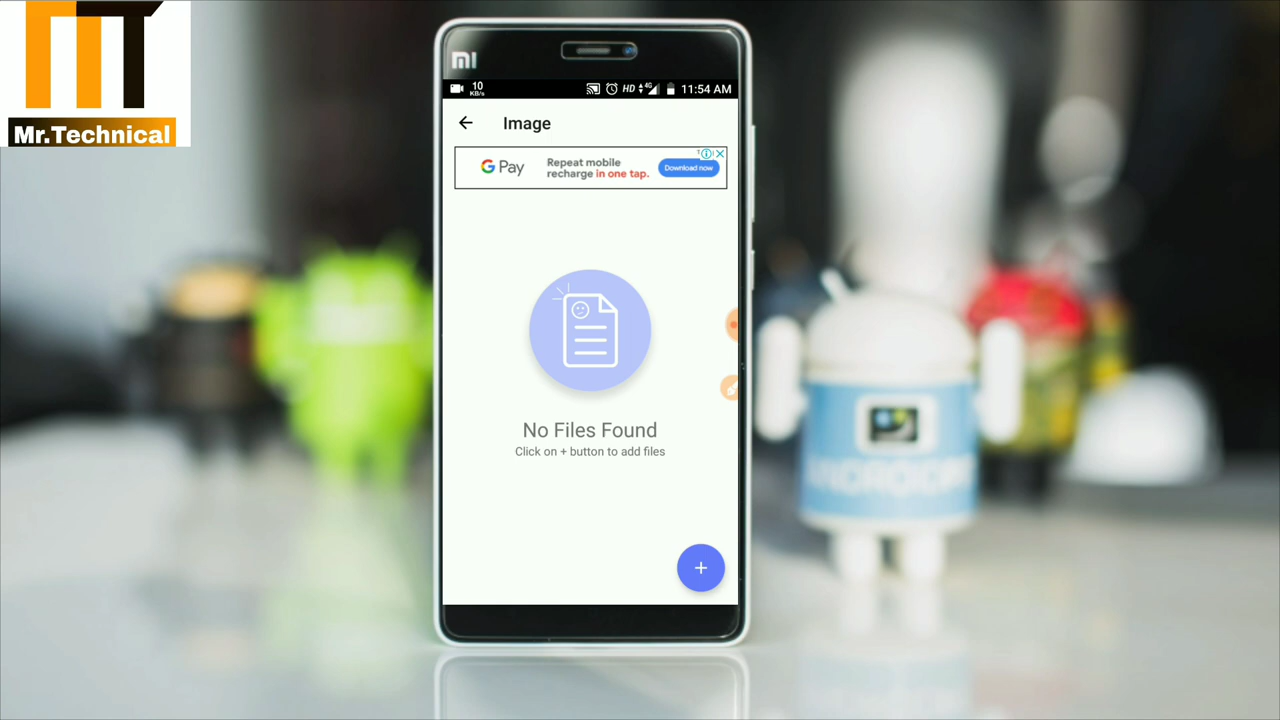 MT
Mr.Technical
mi
10
KB/s
HD
4G
11:54 AM
Image
G Pay
Repeat mobile
recharge in one tap.
Download now
No Files Found
Click on + button to add files
+